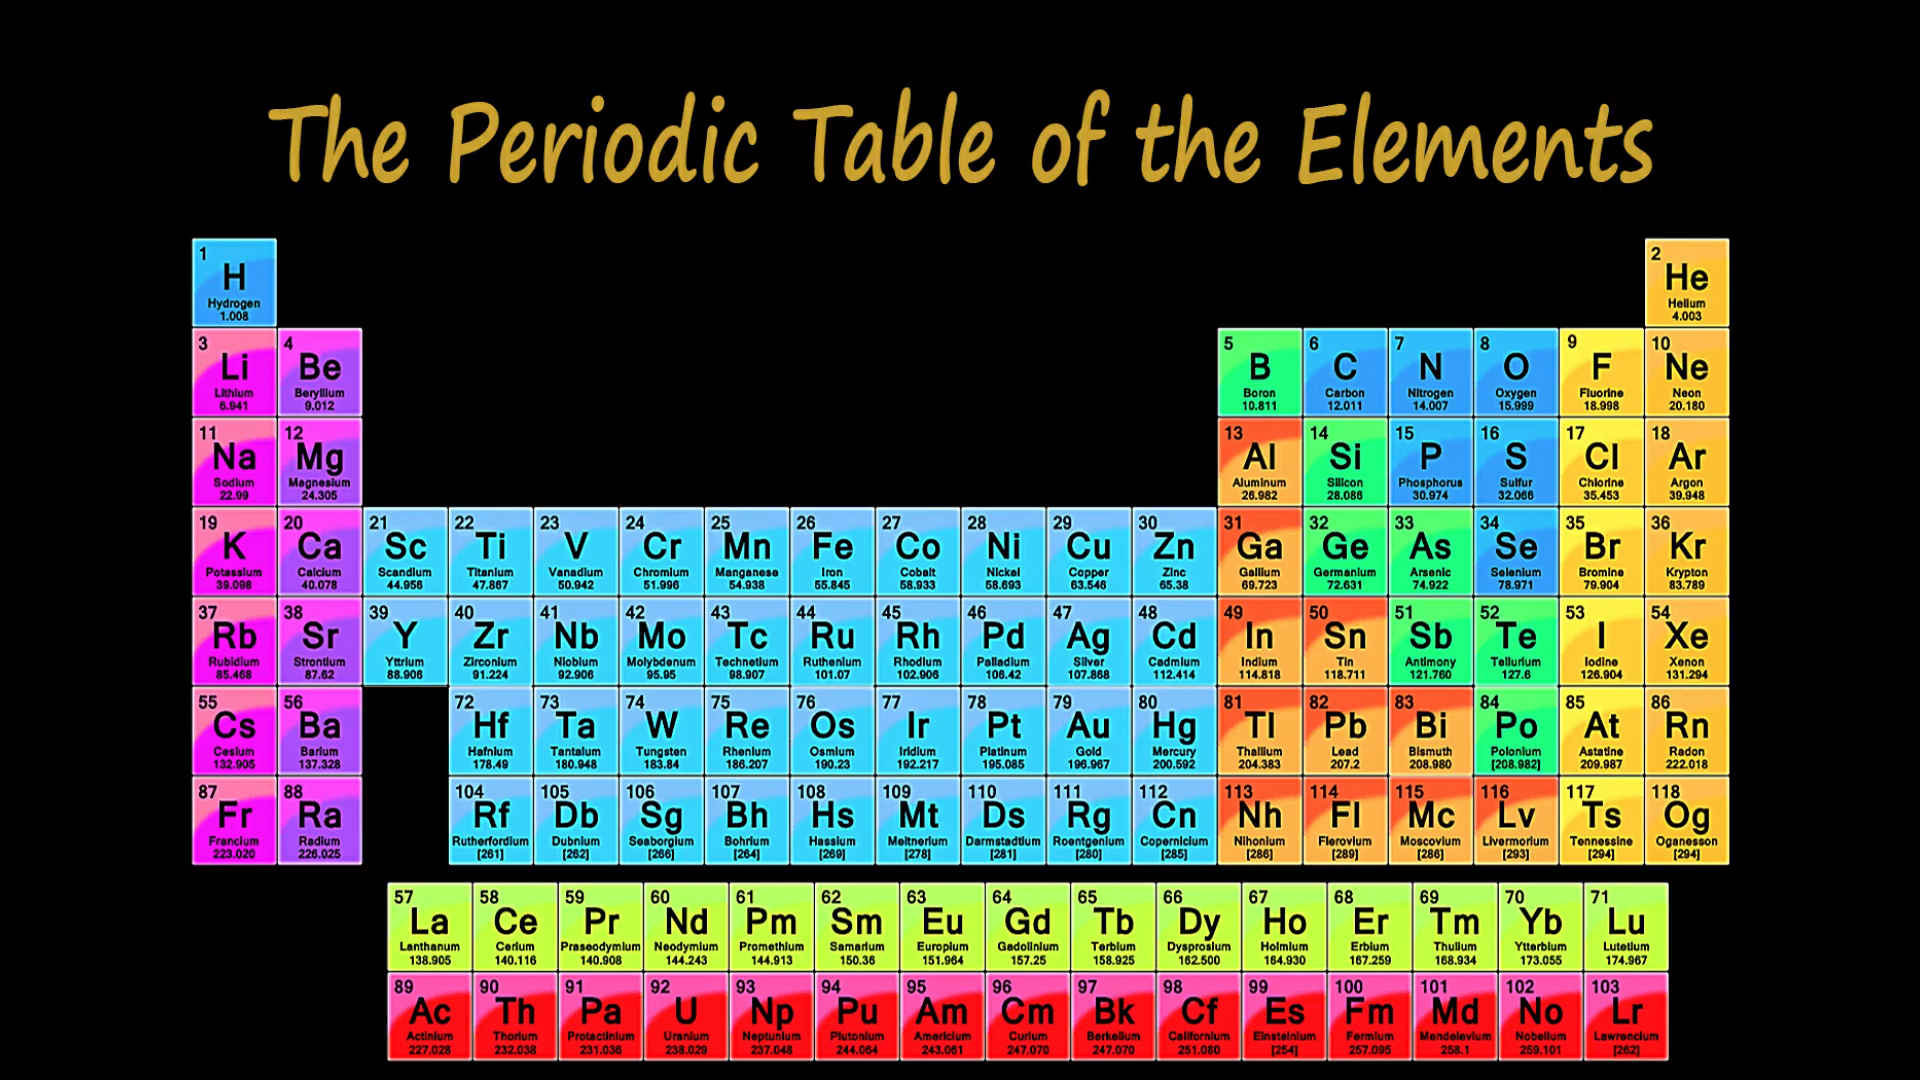 The Periodic Table of the Elements
1 2
H He
Hydrogen Helium
1.008 4.003
3 4 5 6 7 8 9 10
Li Be B C N O F Ne
Lithium Beryllium Boron Carbon Nitrogen Oxygen Fluorine Neon
6.941 9.012 10.811 12.011 14.007 15.999 18.998 20.180
11 12 13 14 15 16 17 18
Na Mg Al Si P S Cl Ar
Sodium Magnesium Aluminum Silicon Phosphorus Sulfur Chlorine Argon
22.99 24.305 26.982 28.086 30.974 32.066 35.453 39.948
19 20 21 22 23 24 25 26 27 28 29 30 31 32 33 34 35 36
K Ca Sc Ti V Cr Mn Fe Co Ni Cu Zn Ga Ge As Se Br Kr
Potassium Calcium Scandium Titanium Vanadium Chromium Manganese Iron Cobalt Nickel Copper Zinc Gallium Germanium Arsenic Selenium Bromine Krypton
39.098 40.078 44.956 47.867 50.942 51.996 54.938 55.845 58.933 58.693 63.546 65.38 69.723 72.631 74.922 78.971 79.904 83.789
37 38 39 40 41 42 43 44 45 46 47 48 49 50 51 52 53 54
Rb Sr Y Zr Nb Mo Tc Ru Rh Pd Ag Cd In Sn Sb Te I Xe
Rubidium Strontium Yttrium Zirconium Niobium Molybdenum Technetium Ruthenium Rhodium Palladium Silver Cadmium Indium Tin Antimony Tellurium Iodine Xenon
85.468 87.62 88.906 91.224 92.906 95.95 98.907 101.07 102.906 106.42 107.868 112.414 114.818 118.711 121.760 127.6 126.904 131.294
55 56 72 73 74 75 76 77 78 79 80 81 82 83 84 85 86
Cs Ba Hf Ta W Re Os Ir Pt Au Hg Tl Pb Bi Po At Rn
Cesium Barium Hafnium Tantalum Tungsten Rhenium Osmium Iridium Platinum Gold Mercury Thallium Lead Bismuth Polonium Astatine Radon
132.905 137.328 178.49 180.948 183.84 186.207 190.23 192.217 195.085 196.967 200.592 204.383 207.2 208.980 [208.982] 209.987 222.018
87 88 104 105 106 107 108 109 110 111 112 113 114 115 116 117 118
Fr Ra Rf Db Sg Bh Hs Mt Ds Rg Cn Nh Fl Mc Lv Ts Og
Francium Radium Rutherfordium Dubnium Seaborgium Bohrium Hassium Meitnerium Darmstadtium Roentgenium Copernicium Nihonium Flerovium Moscovium Livermorium Tennessine Oganesson
223.020 226.025 [261] [262] [266] [264] [269] [278] [281] [280] [285] [286] [289] [286] [293] [294] [294]
57 58 59 60 61 62 63 64 65 66 67 68 69 70 71
La Ce Pr Nd Pm Sm Eu Gd Tb Dy Ho Er Tm Yb Lu
Lanthanum Cerium Praseodymium Neodymium Promethium Samarium Europium Gadolinium Terbium Dysprosium Holmium Erbium Thulium Ytterbium Lutetium
138.905 140.116 140.908 144.243 144.913 150.36 151.964 157.25 158.925 162.500 164.930 167.259 168.934 173.055 174.967
89 90 91 92 93 94 95 96 97 98 99 100 101 102 103
Ac Th Pa U Np Pu Am Cm Bk Cf Es Fm Md No Lr
Actinium Thorium Protactinium Uranium Neptunium Plutonium Americium Curium Berkelium Californium Einsteinium Fermium Mendelevium Nobelium Lawrencium
227.028 232.038 231.036 238.029 237.048 244.064 243.061 247.070 247.070 251.080 [254] 257.095 258.1 259.101 [262]